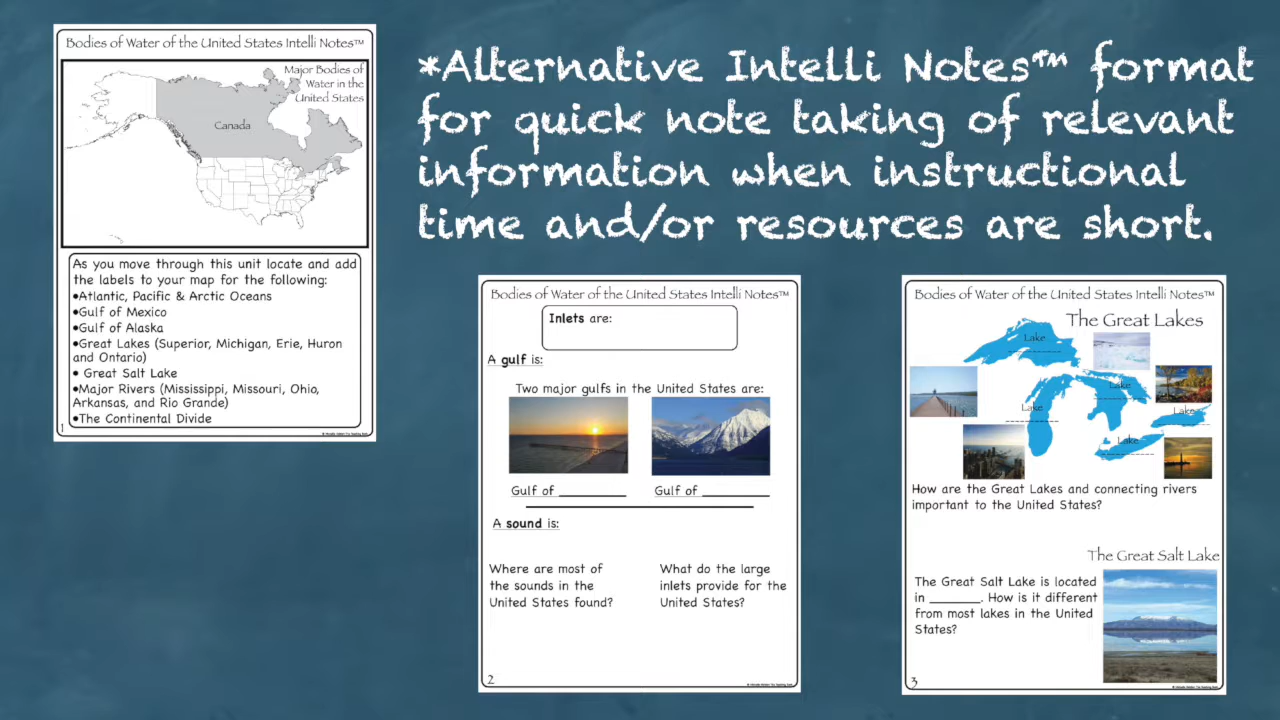 Bodies of Water of the United States Intelli Notes™
Major Bodies of
Water in the
United States
Canada
As you move through this unit locate and add
the labels to your map for the following:
•Atlantic, Pacific & Arctic Oceans
•Gulf of Mexico
•Gulf of Alaska
•Great Lakes (Superior, Michigan, Erie, Huron
and Ontario)
• Great Salt Lake
•Major Rivers (Mississippi, Missouri, Ohio,
Arkansas, and Rio Grande)
•The Continental Divide
1
*Alternative Intelli Notes™ format
for quick note taking of relevant
information when instructional
time and/or resources are short.
Bodies of Water of the United States Intelli Notes™
Inlets are:
A gulf is:
Two major gulfs in the United States are:
Gulf of __________ Gulf of __________
A sound is:
Where are most of
the sounds in the
United States found?
What do the large
inlets provide for the
United States?
2
Bodies of Water of the United States Intelli Notes™
The Great Lakes
Lake
Lake
Lake
Lake
Lake
How are the Great Lakes and connecting rivers
important to the United States?
The Great Salt Lake
The Great Salt Lake is located
in _______. How is it different
from most lakes in the United
States?
3